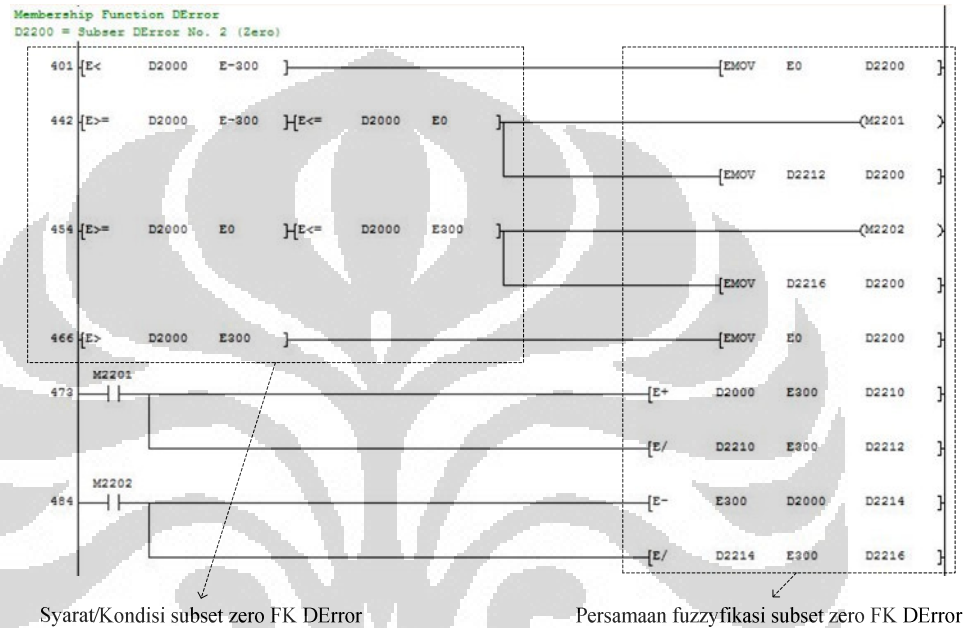 Membership Function DError
D2200 = Subser DError No. 2 (Zero)
401 [E< D2000 E-300 ] [EMOV E0 D2200 ]
442 [E>= D2000 E-300 ] [E<= D2000 E0 ] (M2201 )
[EMOV D2212 D2200 ]
454 [E>= D2000 E0 ] [E<= D2000 E300 ] (M2202 )
[EMOV D2216 D2200 ]
466 [E> D2000 E300 ] [EMOV E0 D2200 ]
M2201
473 [E+ D2000 E300 D2210 ]
[E/ D2210 E300 D2212 ]
M2202
484 [E- E300 D2000 D2214 ]
[E/ D2214 E300 D2216 ]
Syarat/Kondisi subset zero FK DError
Persamaan fuzzyfikasi subset zero FK DError